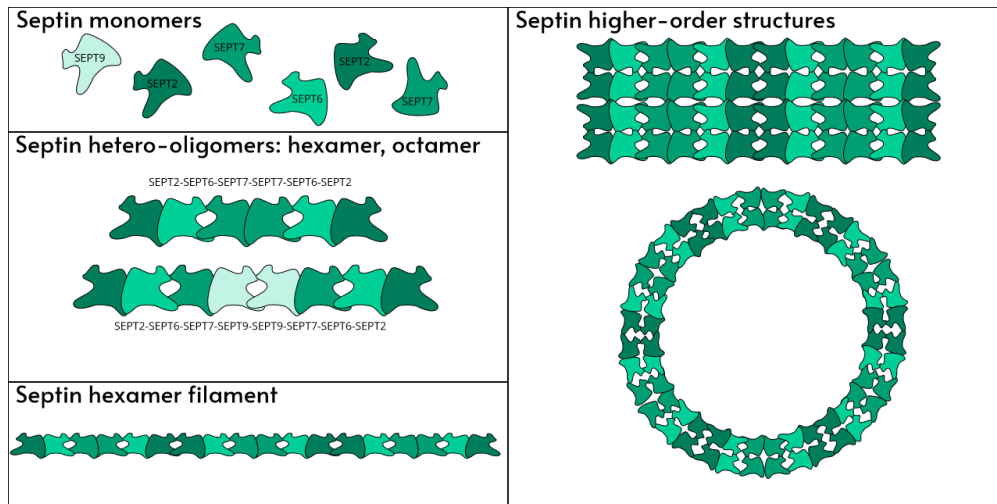 Septin monomers
SEPT9
SEPT2
SEPT7
SEPT6
SEPT2
SEPT7
Septin hetero-oligomers: hexamer, octamer
SEPT2-SEPT6-SEPT7-SEPT7-SEPT6-SEPT2
SEPT2-SEPT6-SEPT7-SEPT9-SEPT9-SEPT7-SEPT6-SEPT2
Septin hexamer filament
Septin higher-order structures